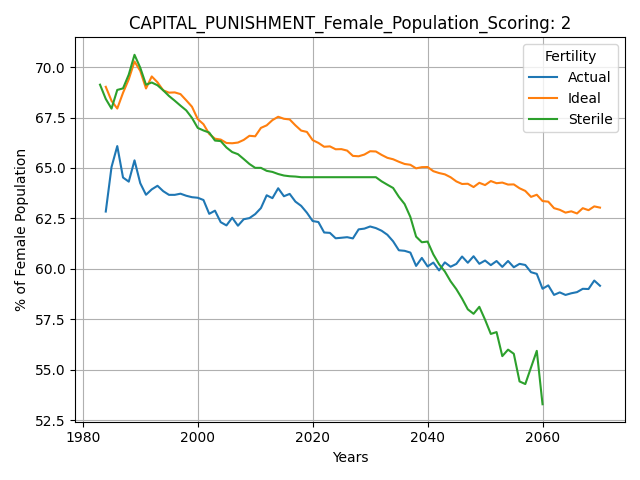 CAPITAL_PUNISHMENT_Female_Population_Scoring: 2
Fertility
Actual
Ideal
Sterile
% of Female Population
70.0
67.5
65.0
62.5
60.0
57.5
55.0
52.5
1980 2000 2020 2040 2060
Years